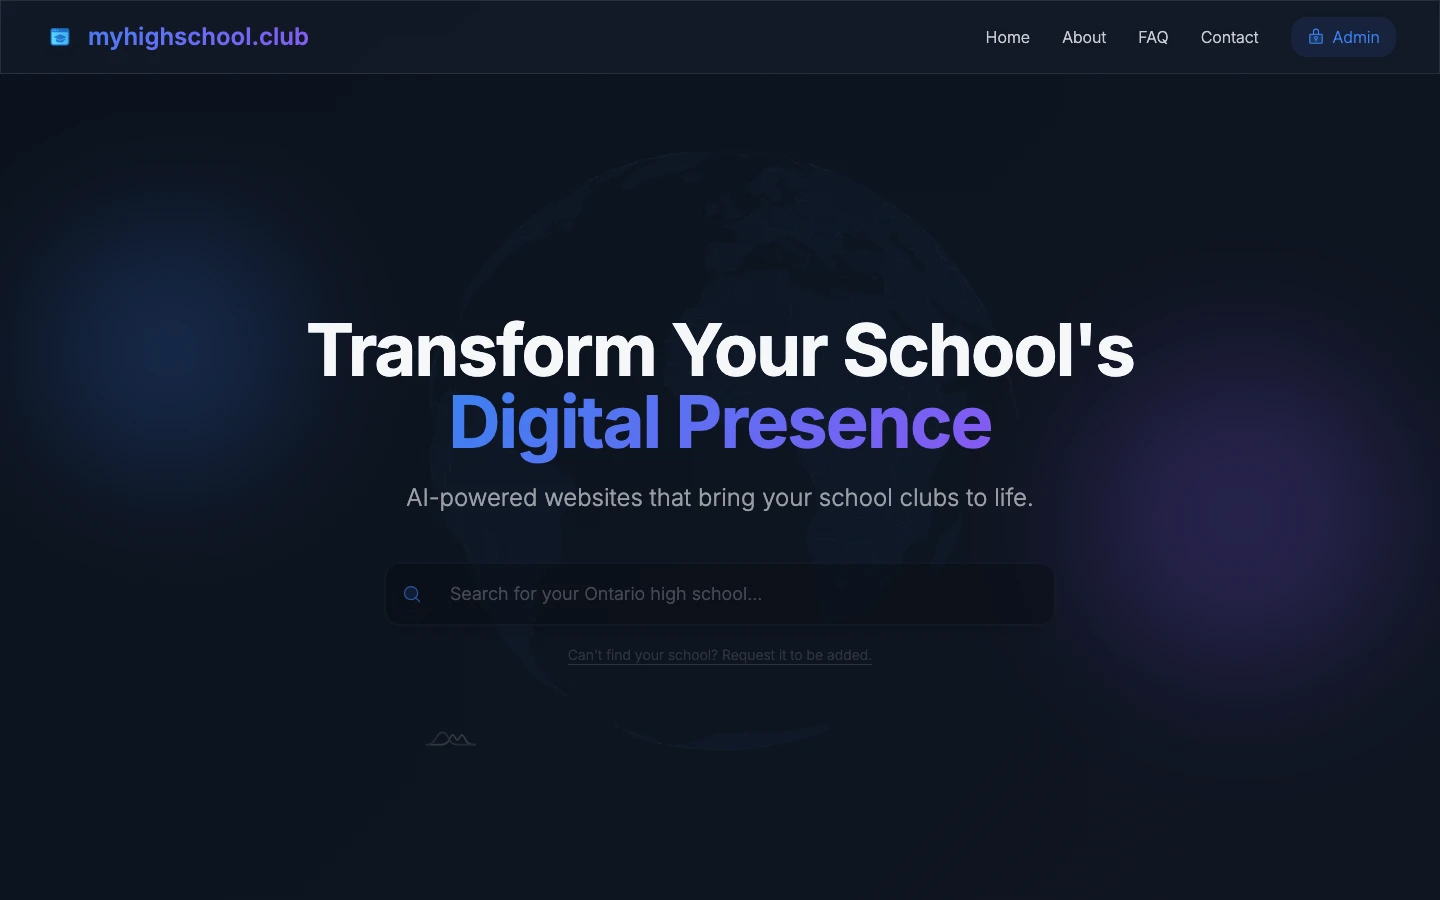 myhighschool.club
Home
About
FAQ
Contact
Admin
Transform Your School's
Digital Presence
AI-powered websites that bring your school clubs to life.
Search for your Ontario high school...
Can't find your school? Request it to be added.